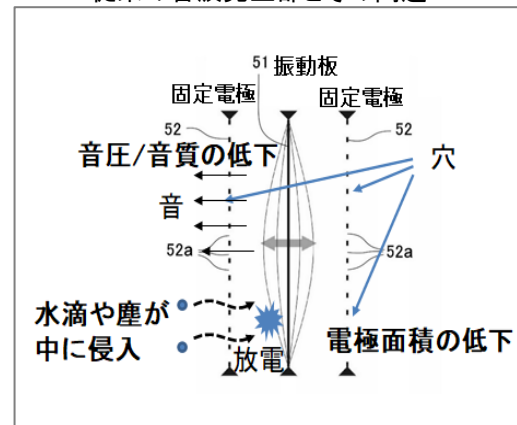 51 振動板
固定電極
固定電極
52
52
音圧/音質の低下
穴
音
52a
52a
水滴や塵が
中に侵入
放電
電極面積の低下